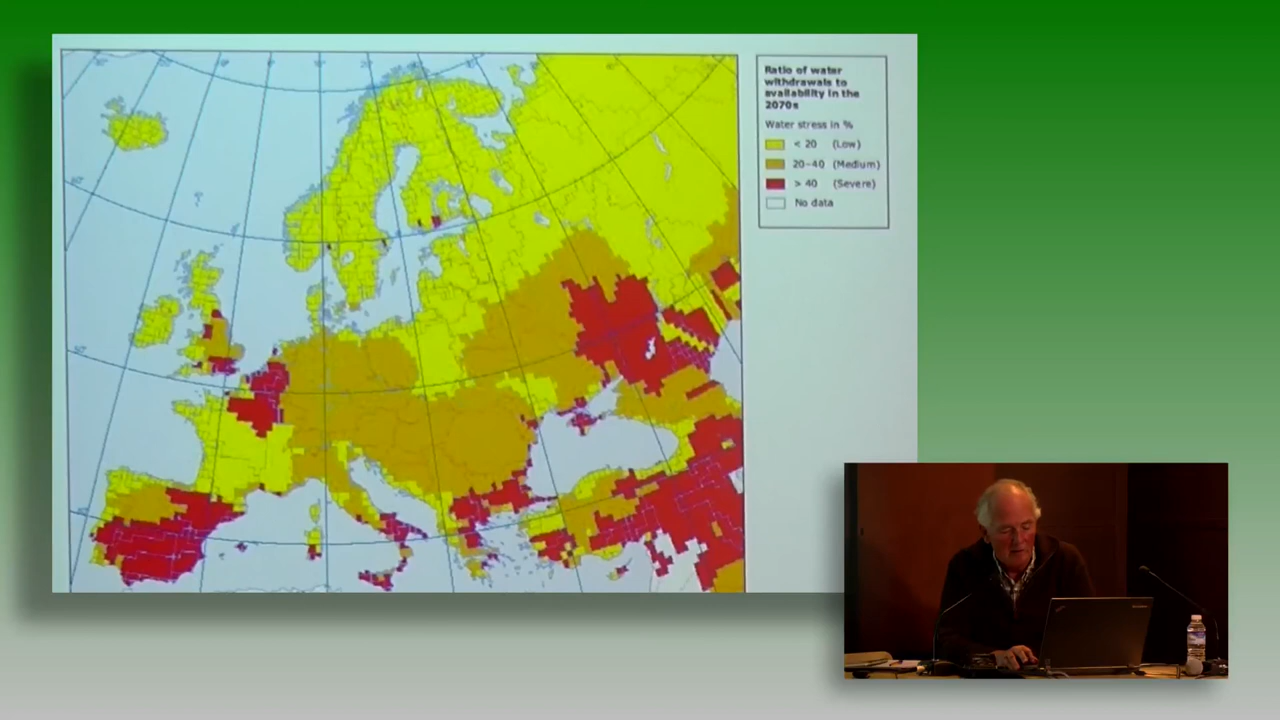 Ratio of water
withdrawals to
availability in the
2070s
Water stress in %
< 20 (Low)
20-40 (Medium)
> 40 (Severe)
No data